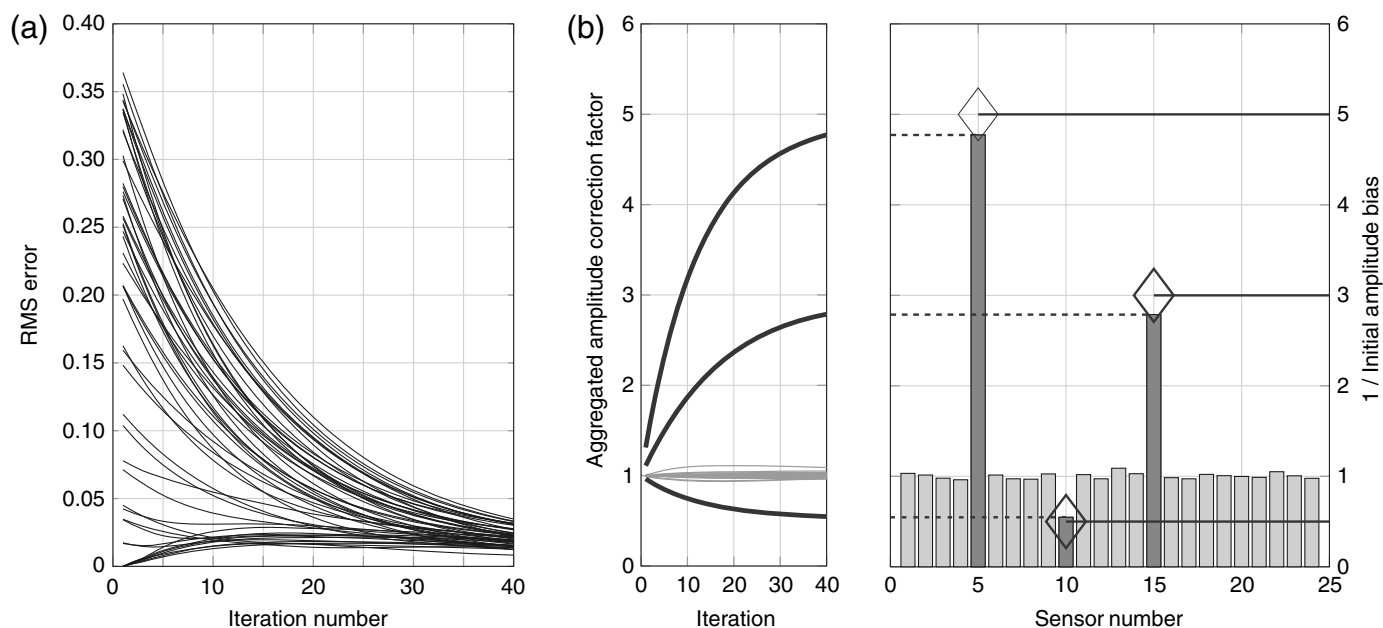 (a)
RMS error
0.40
0.35
0.30
0.25
0.20
0.15
0.10
0.05
0
0 10 20 30 40
Iteration number
(b)
Aggregated amplitude correction factor
6
5
4
3
2
1
0
0 10 20 30 40
Iteration
0 5 10 15 20 25
Sensor number
6
5
4
3
2
1
0
1 / Initial amplitude bias